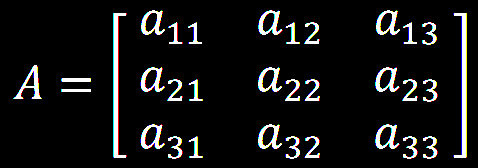 a₁₁ a₁₂ a₁₃
A = a₂₁ a₂₂ a₂₃
a₃₁ a₃₂ a₃₃